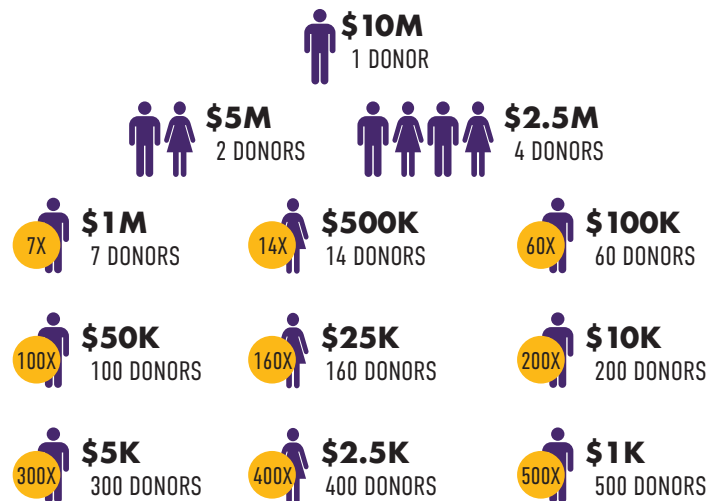 $10M
1 DONOR
$5M
2 DONORS
$2.5M
4 DONORS
7X
$1M
7 DONORS
14X
$500K
14 DONORS
60X
$100K
60 DONORS
100X
$50K
100 DONORS
160X
$25K
160 DONORS
200X
$10K
200 DONORS
300X
$5K
300 DONORS
400X
$2.5K
400 DONORS
500X
$1K
500 DONORS